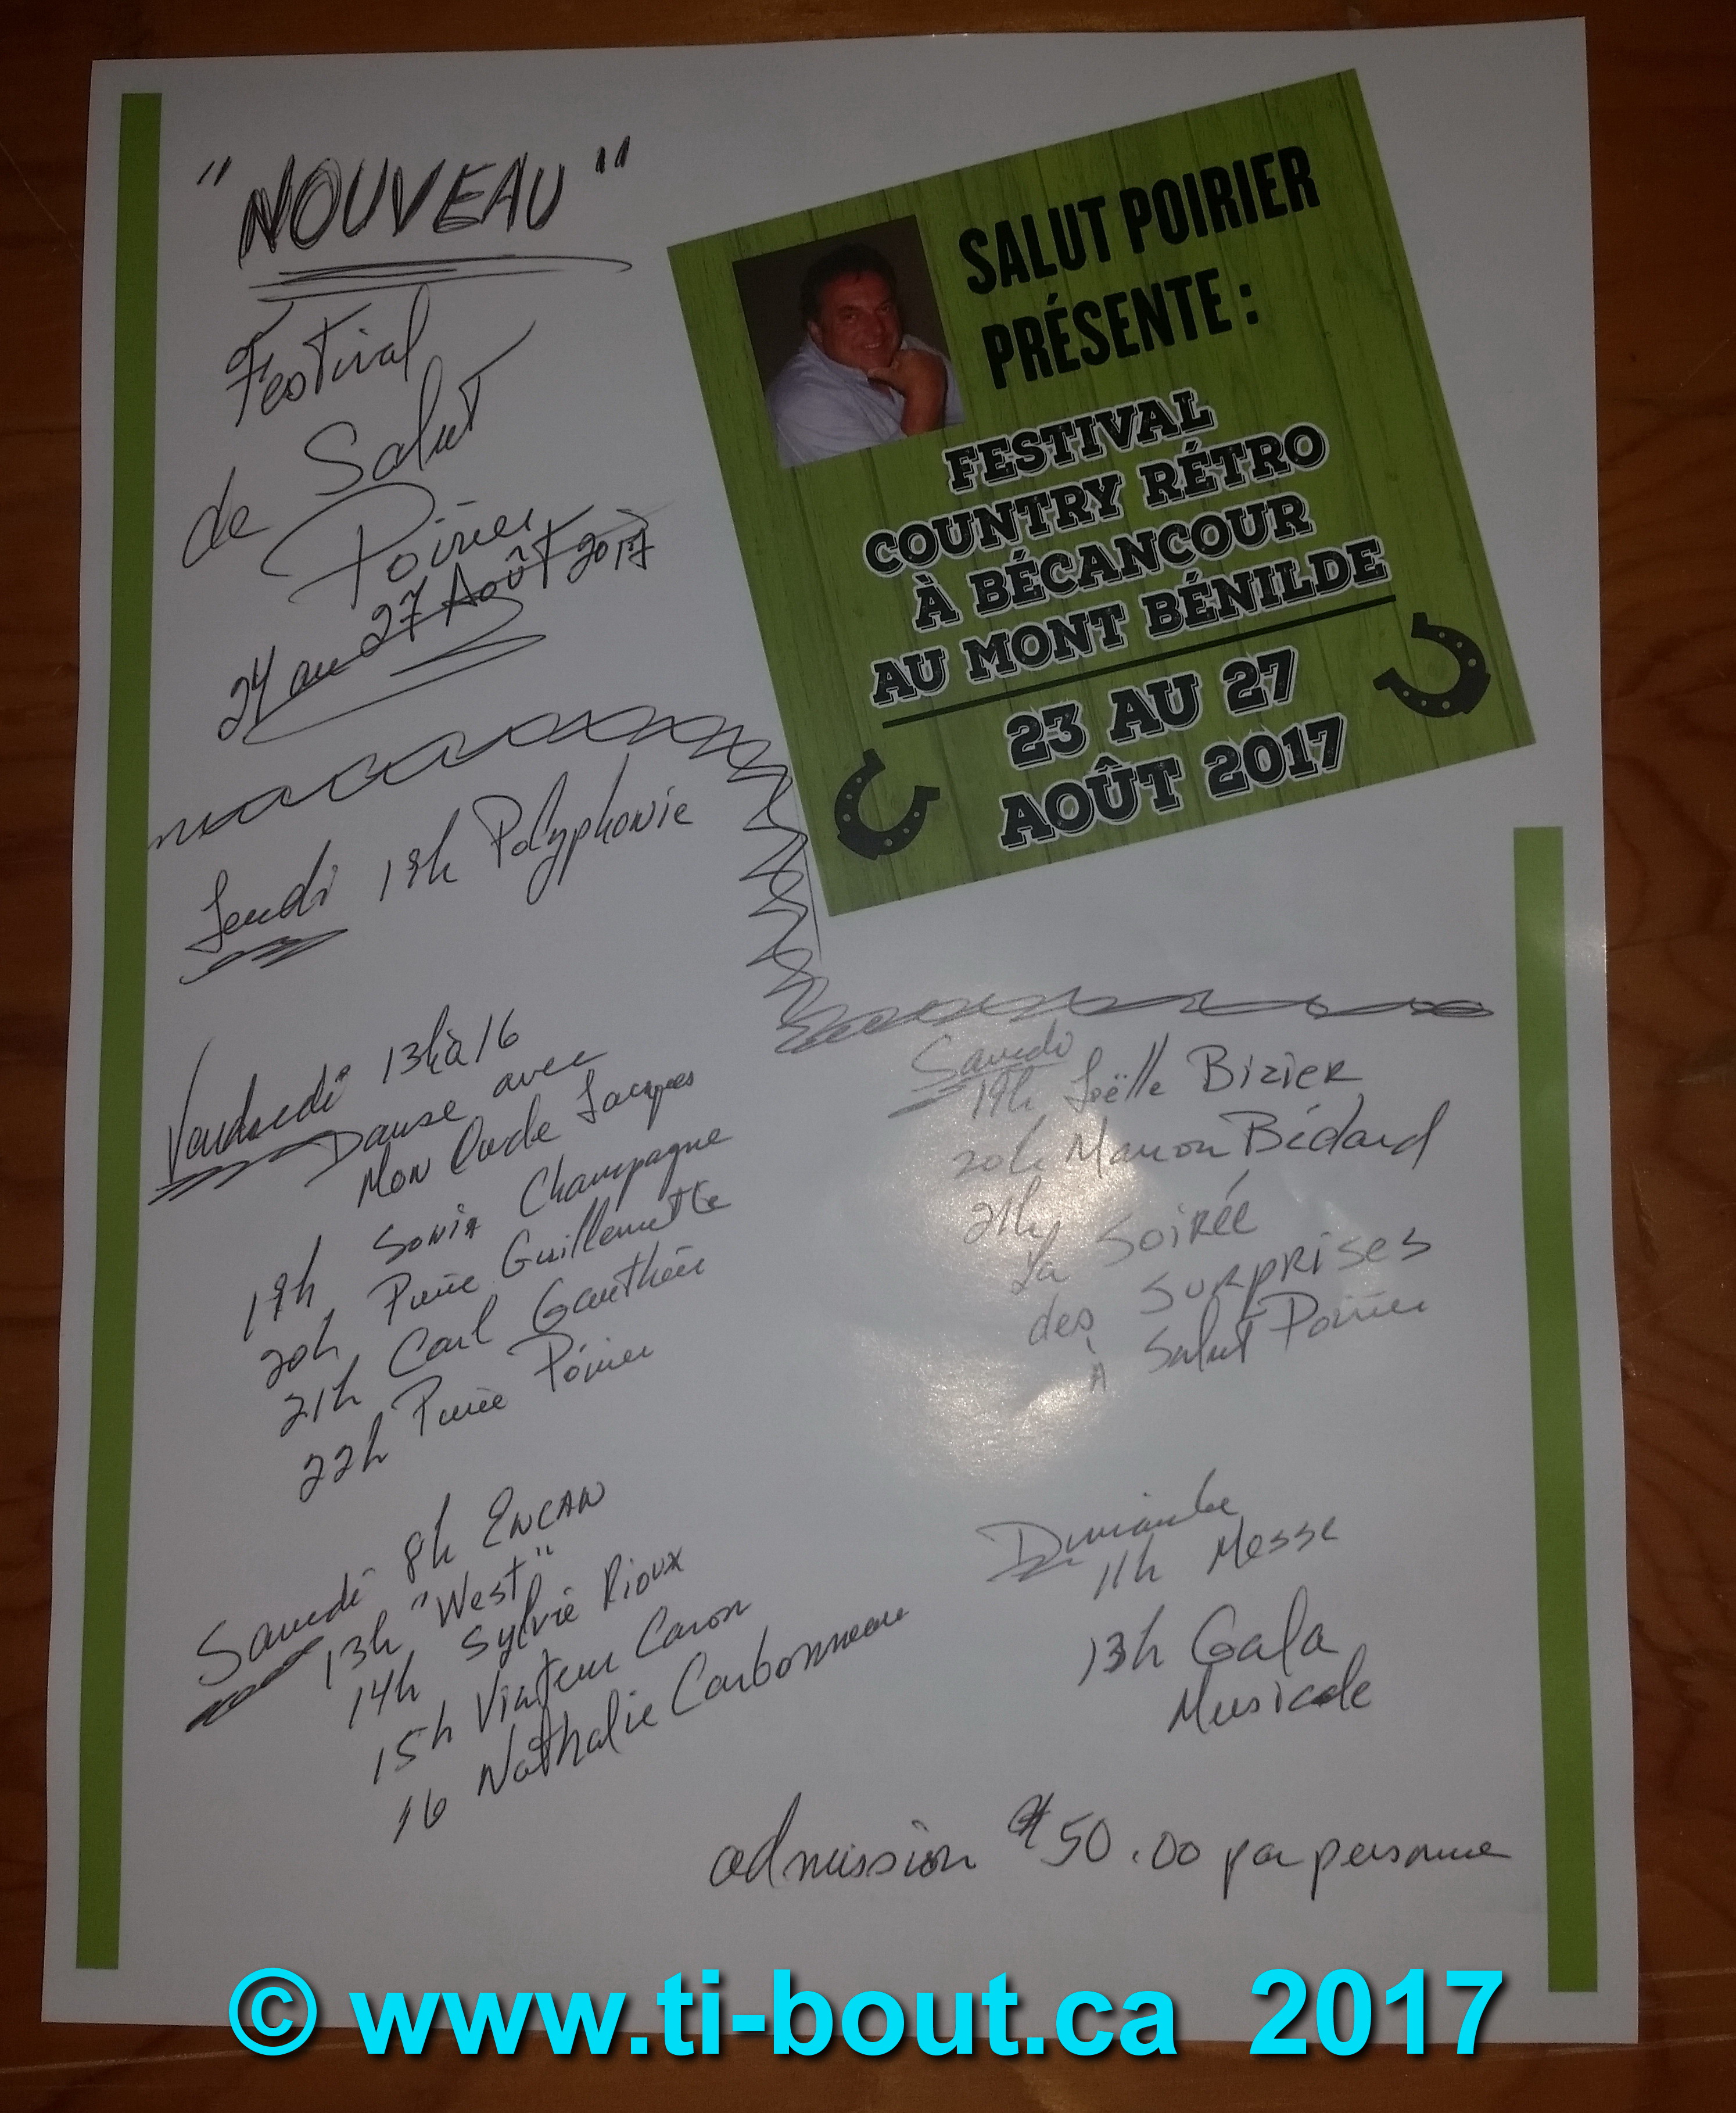 "NOUVEAU"
Festival
de Salut
Poirier
24 au 27 Août 2017
SALUT POIRIER
PRÉSENTE :
FESTIVAL
COUNTRY RÉTRO
À BÉCANCOUR
AU MONT BÉNILDE
23 AU 27
AOÛT 2017
Jeudi 19h Polyphonie
Vendredi 13h à 16
Danse avec
Mon Oncle Jacques
19h Sonia Champagne
20h Pierre Guillemette
21h Carl Gauthier
22h Pierre Poirier
Samedi 8h ENCAN
13h "West"
14h Sylvie Rioux
15h Viateur Caron
16 Nathalie Carbonneau
Samedi
19h Joëlle Bizier
20h Manon Bédard
21h
La Soirée
des Surprises
à Salut Poirier
Dimanche
11h Messe
13h Gala
Musicale
admission $50.00 par personne
© www.ti-bout.ca 2017